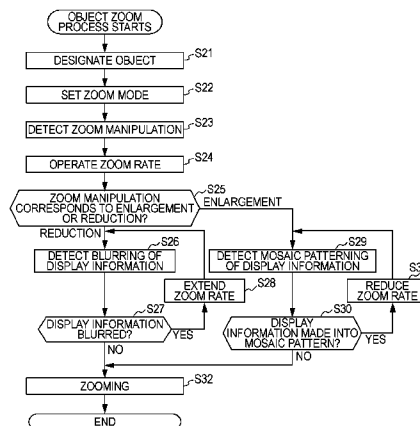 OBJECT ZOOM
PROCESS STARTS
S21
DESIGNATE OBJECT
S22
SET ZOOM MODE
S23
DETECT ZOOM MANIPULATION
S24
OPERATE ZOOM RATE
S25
ZOOM MANIPULATION
CORRESPONDS TO ENLARGEMENT
OR REDUCTION?
ENLARGEMENT
REDUCTION
S26
S29
DETECT BLURRING OF
DISPLAY INFORMATION
DETECT MOSAIC PATTERNING
OF DISPLAY INFORMATION
S28
EXTEND
ZOOM RATE
REDUCE
ZOOM RATE
S27
S30
DISPLAY INFORMATION
BLURRED?
YES
DISPLAY
INFORMATION MADE INTO
MOSAIC PATTERN?
YES
NO
NO
S32
ZOOMING
END